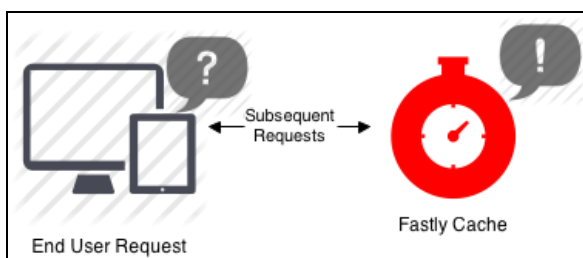 ?
!
Subsequent
Requests
Fastly Cache
End User Request